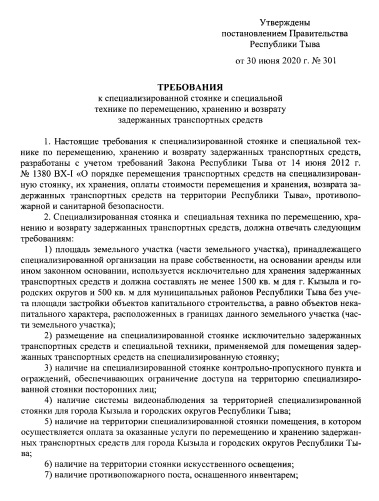 Утверждены
постановлением Правительства
Республики Тыва
от 30 июня 2020 г. № 301
ТРЕБОВАНИЯ
к специализированной стоянке и специальной
технике по перемещению, хранению и возврату
задержанных транспортных средств
1. Настоящие требования к специализированной стоянке и специальной тех-
нике по перемещению, хранению и возврату задержанных транспортных средств,
разработаны с учетом требований Закона Республики Тыва от 14 июня 2012 г.
№ 1380 ВХ-I «О порядке перемещения транспортных средств на специализирован-
ную стоянку, их хранения, оплаты стоимости перемещения и хранения, возврата за-
держанных транспортных средств на территории Республики Тыва», противопо-
жарной и санитарной безопасности.
2. Специализированная стоянка и специальная техника по перемещению, хра-
нению и возврату задержанных транспортных средств, должна отвечать следующим
требованиям:
1) площадь земельного участка (части земельного участка), принадлежащего
специализированной организации на праве собственности, на основании аренды или
ином законном основании, используется исключительно для хранения задержанных
транспортных средств и должна составлять не менее 1500 кв. м для г. Кызыла и го-
родских округов и 500 кв. м для муниципальных районов Республики Тыва без уче-
та площади застройки объектов капитального строительства, а равно объектов нека-
питального характера, расположенных в границах данного земельного участка (час-
ти земельного участка);
2) размещение на специализированной стоянке исключительно задержанных
транспортных средств и специальной техники, применяемой для помещения задер-
жанных транспортных средств на специализированную стоянку;
3) наличие на специализированной стоянке контрольно-пропускного пункта и
ограждений, обеспечивающих ограничение доступа на территорию специализиро-
ванной стоянки посторонних лиц;
4) наличие системы видеонаблюдения за территорией специализированной
стоянки для города Кызыла и городских округов Республики Тыва;
5) наличие на территории специализированной стоянки помещения, в котором
осуществляется оплата за оказанные услуги по перемещению и хранению задержан-
ных транспортных средств для города Кызыла и городских округов Республики Ты-
ва;
6) наличие на территории стоянки искусственного освещения;
7) наличие противопожарного поста, оснащенного инвентарем;